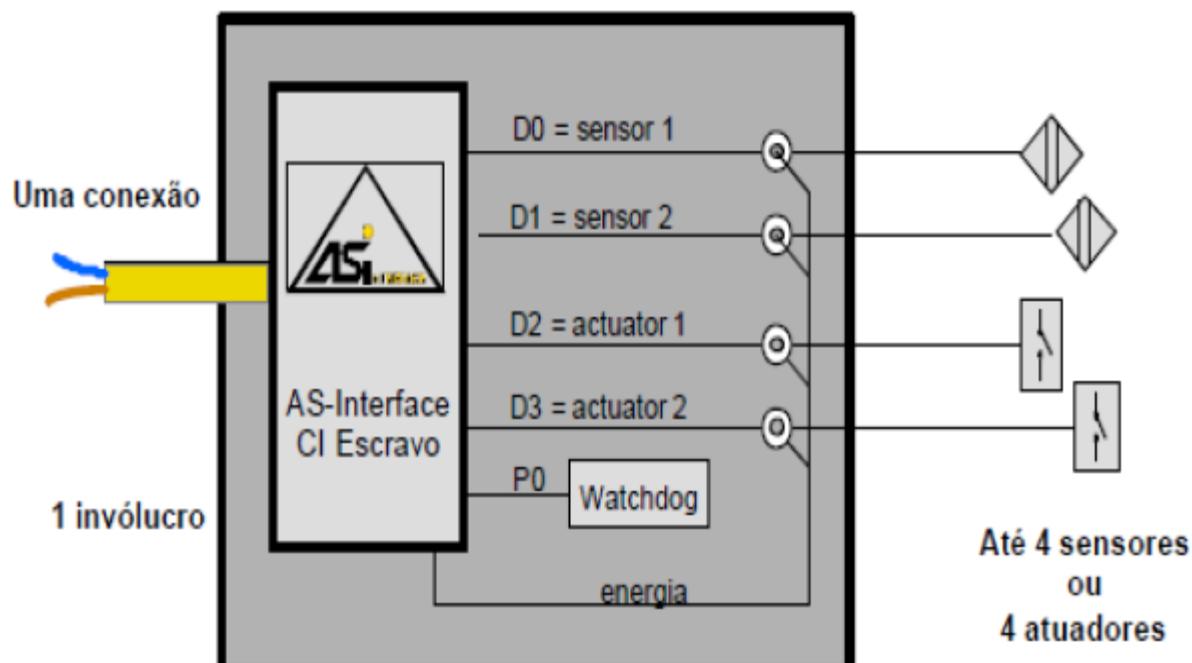 Uma conexão
1 invólucro
ASi
AS-Interface
CI Escravo
D0 = sensor 1
D1 = sensor 2
D2 = actuator 1
D3 = actuator 2
P0
Watchdog
energia
Até 4 sensores
ou
4 atuadores